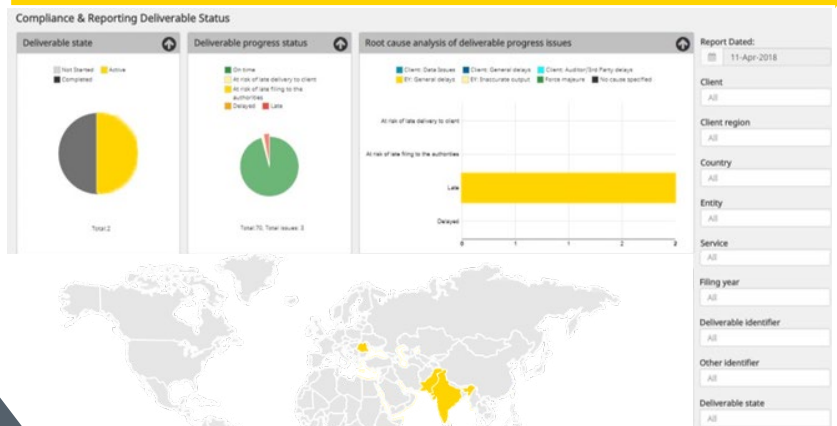 Compliance & Reporting Deliverable Status
Deliverable state
Not Started Active
Completed
Total:2
Deliverable progress status
On time
At risk of late delivery to client
At risk of late filing to the
authorities
Delayed Late
Total:70, Total issues: 3
Root cause analysis of deliverable progress issues
Client: Data Issues Client: General delays Client: Auditor/3rd Party delays
EY: General delays EY: Inaccurate output Force majeure No cause specified
At risk of late delivery to client
At risk of late filing to the authorities
Late
Delayed
0 1 1 2 3
Report Dated:
11-Apr-2018
Client
All
Client region
All
Country
All
Entity
All
Service
All
Filing year
All
Deliverable identifier
All
Other identifier
All
Deliverable state
All